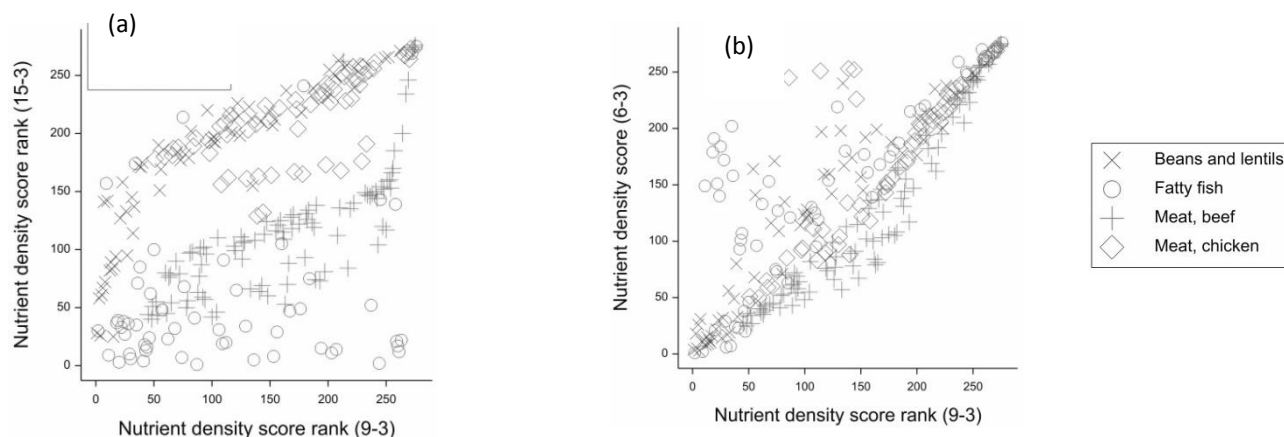 (a)
Nutrient density score rank (15-3)
250
200
150
100
50
0
0 50 100 150 200 250
Nutrient density score rank (9-3)
(b)
Nutrient density score (6-3)
250
200
150
100
50
0
0 50 100 150 200 250
Nutrient density score rank (9-3)
Beans and lentils
Fatty fish
Meat, beef
Meat, chicken